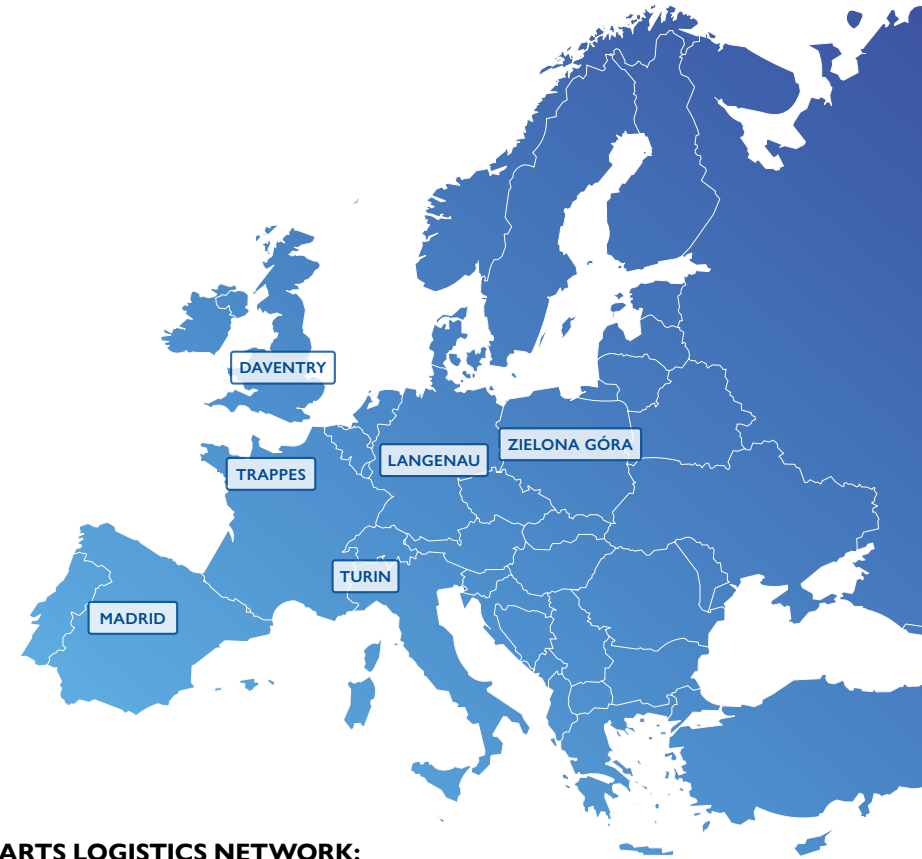 DAVENTRY
ZIELONA GÓRA
LANGENAU
TRAPPES
TURIN
MADRID
ARTS LOGISTICS NETWORK: